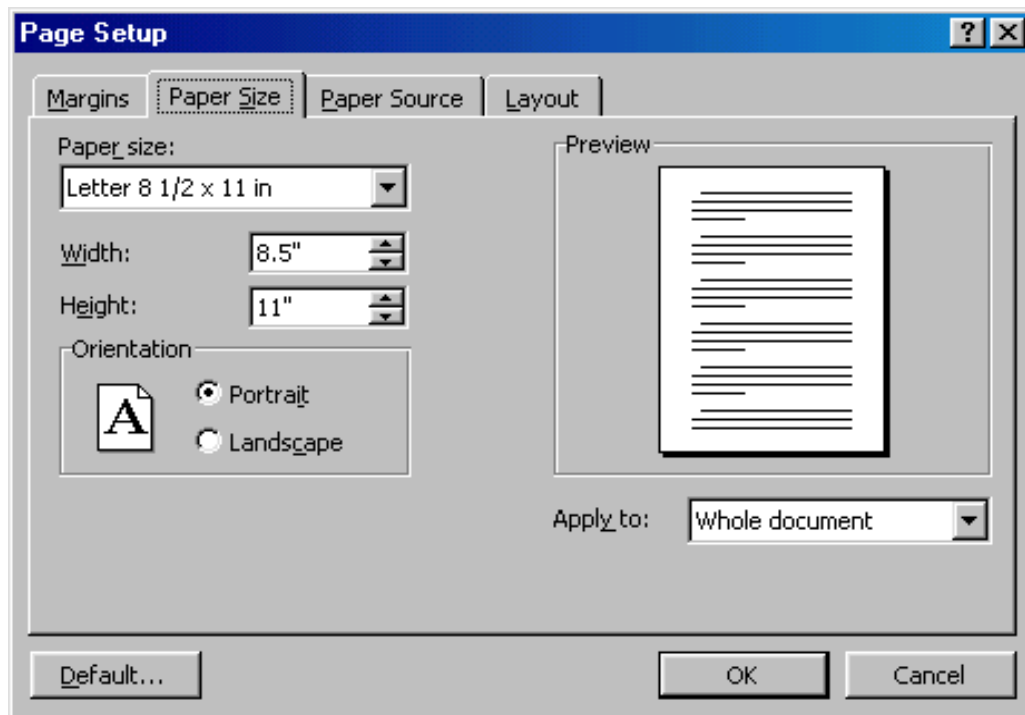 Page Setup
Margins
Paper Size
Paper Source
Layout
Paper size:
Letter 8 1/2 x 11 in
Width:
8.5"
Height:
11"
Orientation
A
Portrait
Landscape
Preview
Apply to:
Whole document
Default...
OK
Cancel